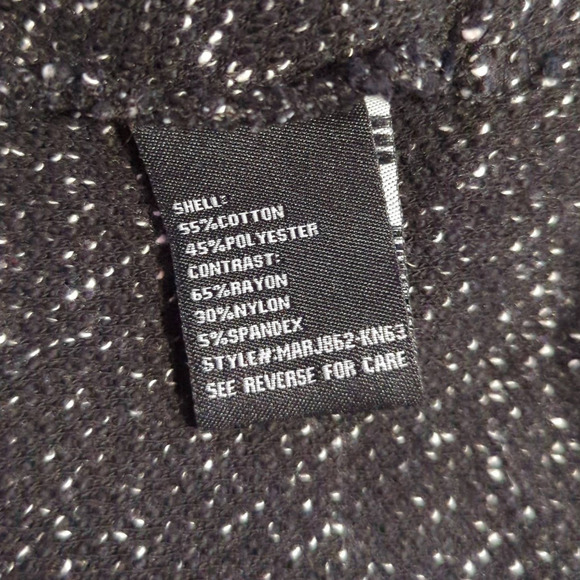 SHELL:
55%COTTON
45%POLYESTER
CONTRAST:
65%RAYON
30%NYLON
5%SPANDEX
STYLE#:MARJ862-KN63
SEE REVERSE FOR CARE